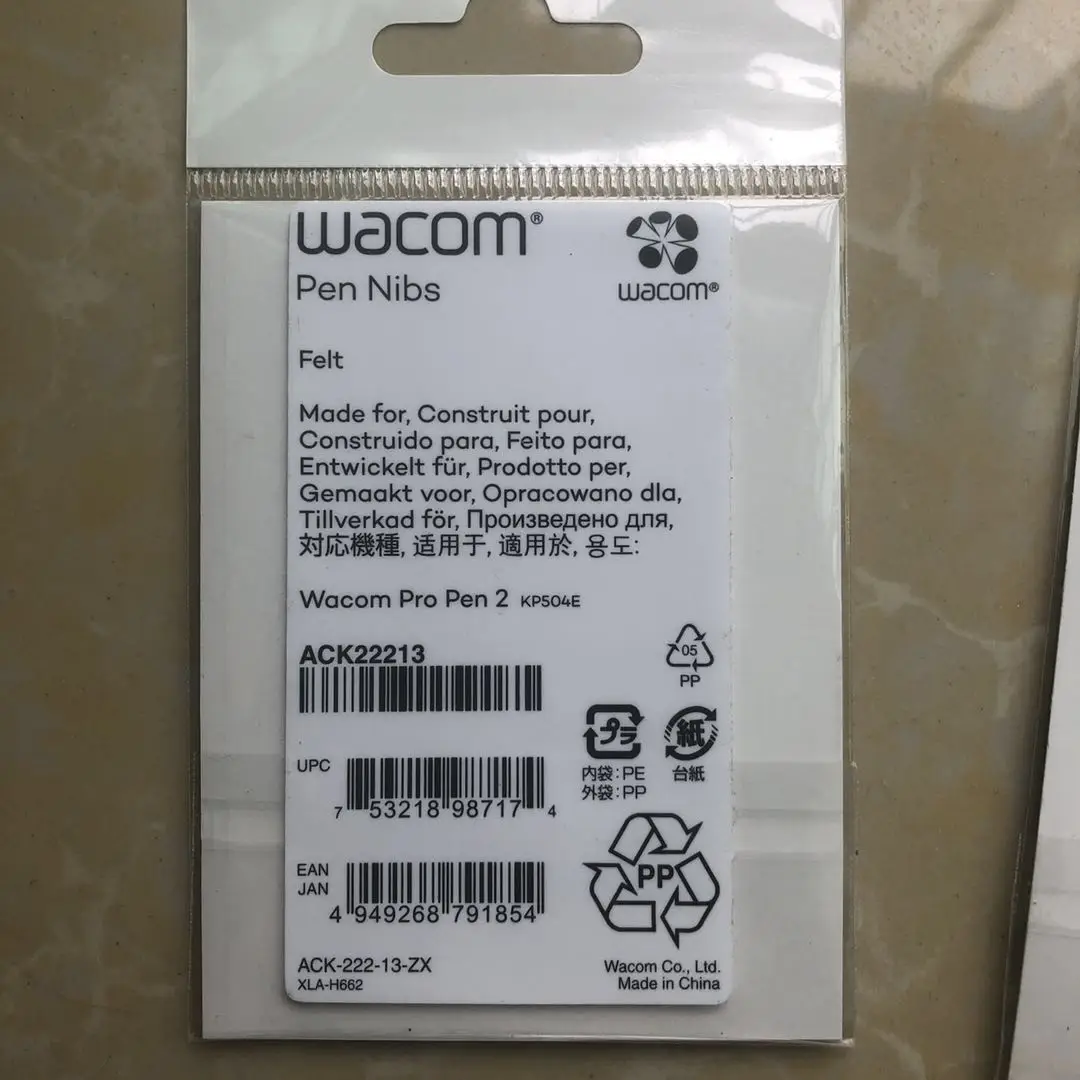 wacom®
Pen Nibs
wacom®
Felt
Made for, Construit pour,
Construido para, Feito para,
Entwickelt für, Prodotto per,
Gemaakt voor, Opracowano dla,
Tillverkad för, Произведено для,
対応機種, 适用于, 適用於, 용도:
Wacom Pro Pen 2 KP504E
ACK22213
05
PP
プラ
紙
内袋:PE
外袋:PP
台紙
UPC
7 53218 98717 4
PP
EAN
JAN
4 949268 791854
ACK-222-13-ZX
XLA-H662
Wacom Co., Ltd.
Made in China